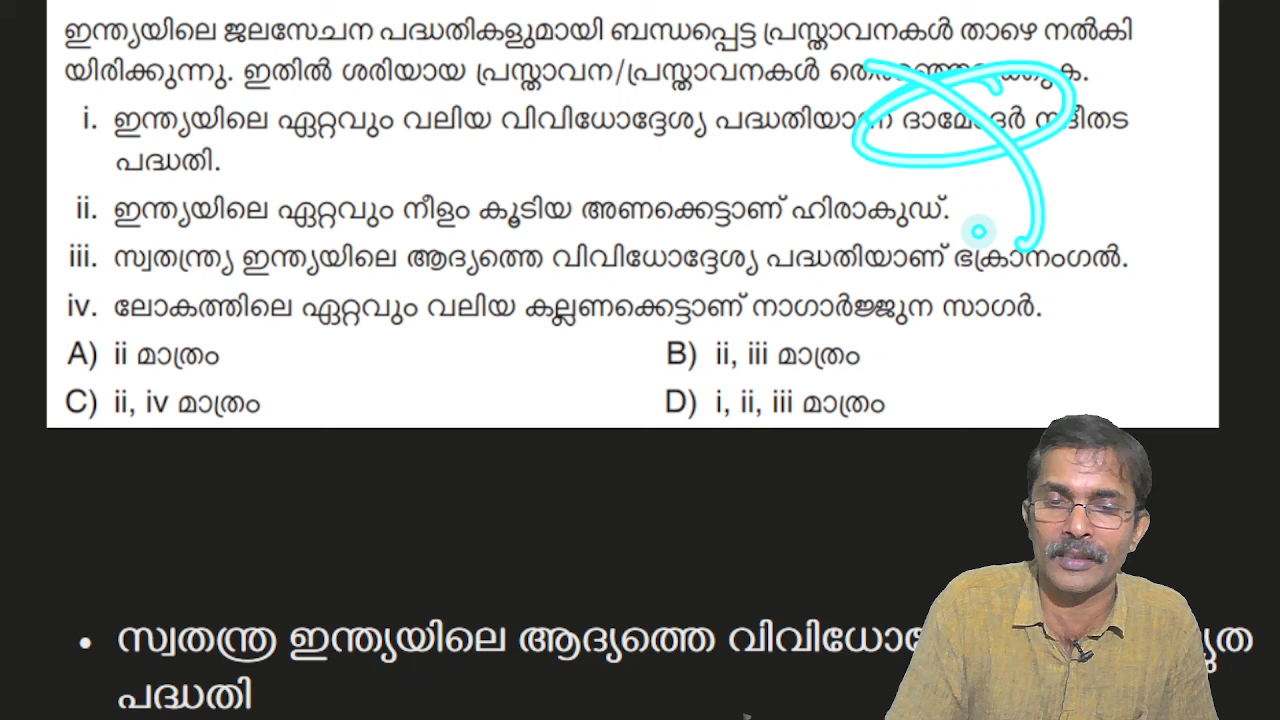 ഇന്ത്യയിലെ ജലസേചന പദ്ധതികളുമായി ബന്ധപ്പെട്ട പ്രസ്താവനകൾ താഴെ നൽകി
യിരിക്കുന്നു. ഇതിൽ ശരിയായ പ്രസ്താവന/പ്രസ്താവനകൾ തെരഞ്ഞെടുക്കുക.
i. ഇന്ത്യയിലെ ഏറ്റവും വലിയ വിവിധോദ്ദേശ്യ പദ്ധതിയാണ് ദാമോദർ നദീതട
പദ്ധതി.
ii. ഇന്ത്യയിലെ ഏറ്റവും നീളം കൂടിയ അണക്കെട്ടാണ് ഹിരാകുഡ്.
iii. സ്വതന്ത്ര്യ ഇന്ത്യയിലെ ആദ്യത്തെ വിവിധോദ്ദേശ്യ പദ്ധതിയാണ് ഭക്രാനംഗൽ.
iv. ലോകത്തിലെ ഏറ്റവും വലിയ കല്ലണക്കെട്ടാണ് നാഗാർജ്ജുന സാഗർ.
A) ii മാത്രം B) ii, iii മാത്രം
C) ii, iv മാത്രം D) i, ii, iii മാത്രം
• സ്വതന്ത്ര ഇന്ത്യയിലെ ആദ്യത്തെ
പദ്ധതി